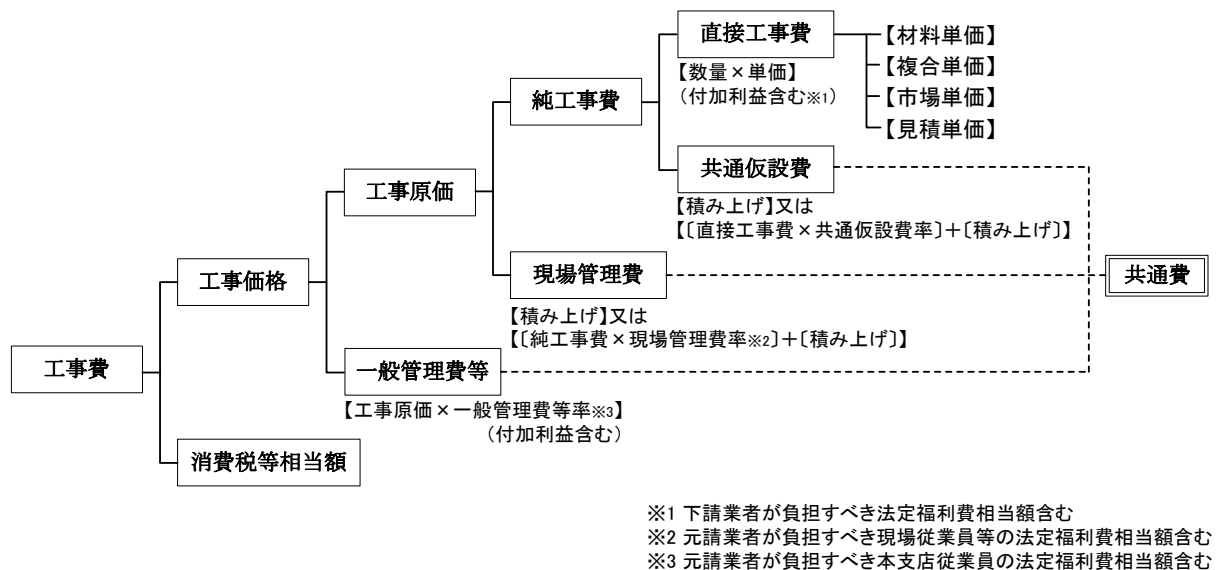 直接工事費
【数量×単価】
(付加利益含む※1)
【材料単価】
【複合単価】
【市場単価】
【見積単価】
純工事費
共通仮設費
【積み上げ】又は
【〔直接工事費×共通仮設費率〕＋〔積み上げ〕】
工事原価
現場管理費
【積み上げ】又は
【〔純工事費×現場管理費率※2〕＋〔積み上げ〕】
共通費
工事価格
一般管理費等
【工事原価×一般管理費等率※3】
(付加利益含む)
工事費
消費税等相当額
※1 下請業者が負担すべき法定福利費相当額含む
※2 元請業者が負担すべき現場従業員等の法定福利費相当額含む
※3 元請業者が負担すべき本支店従業員の法定福利費相当額含む